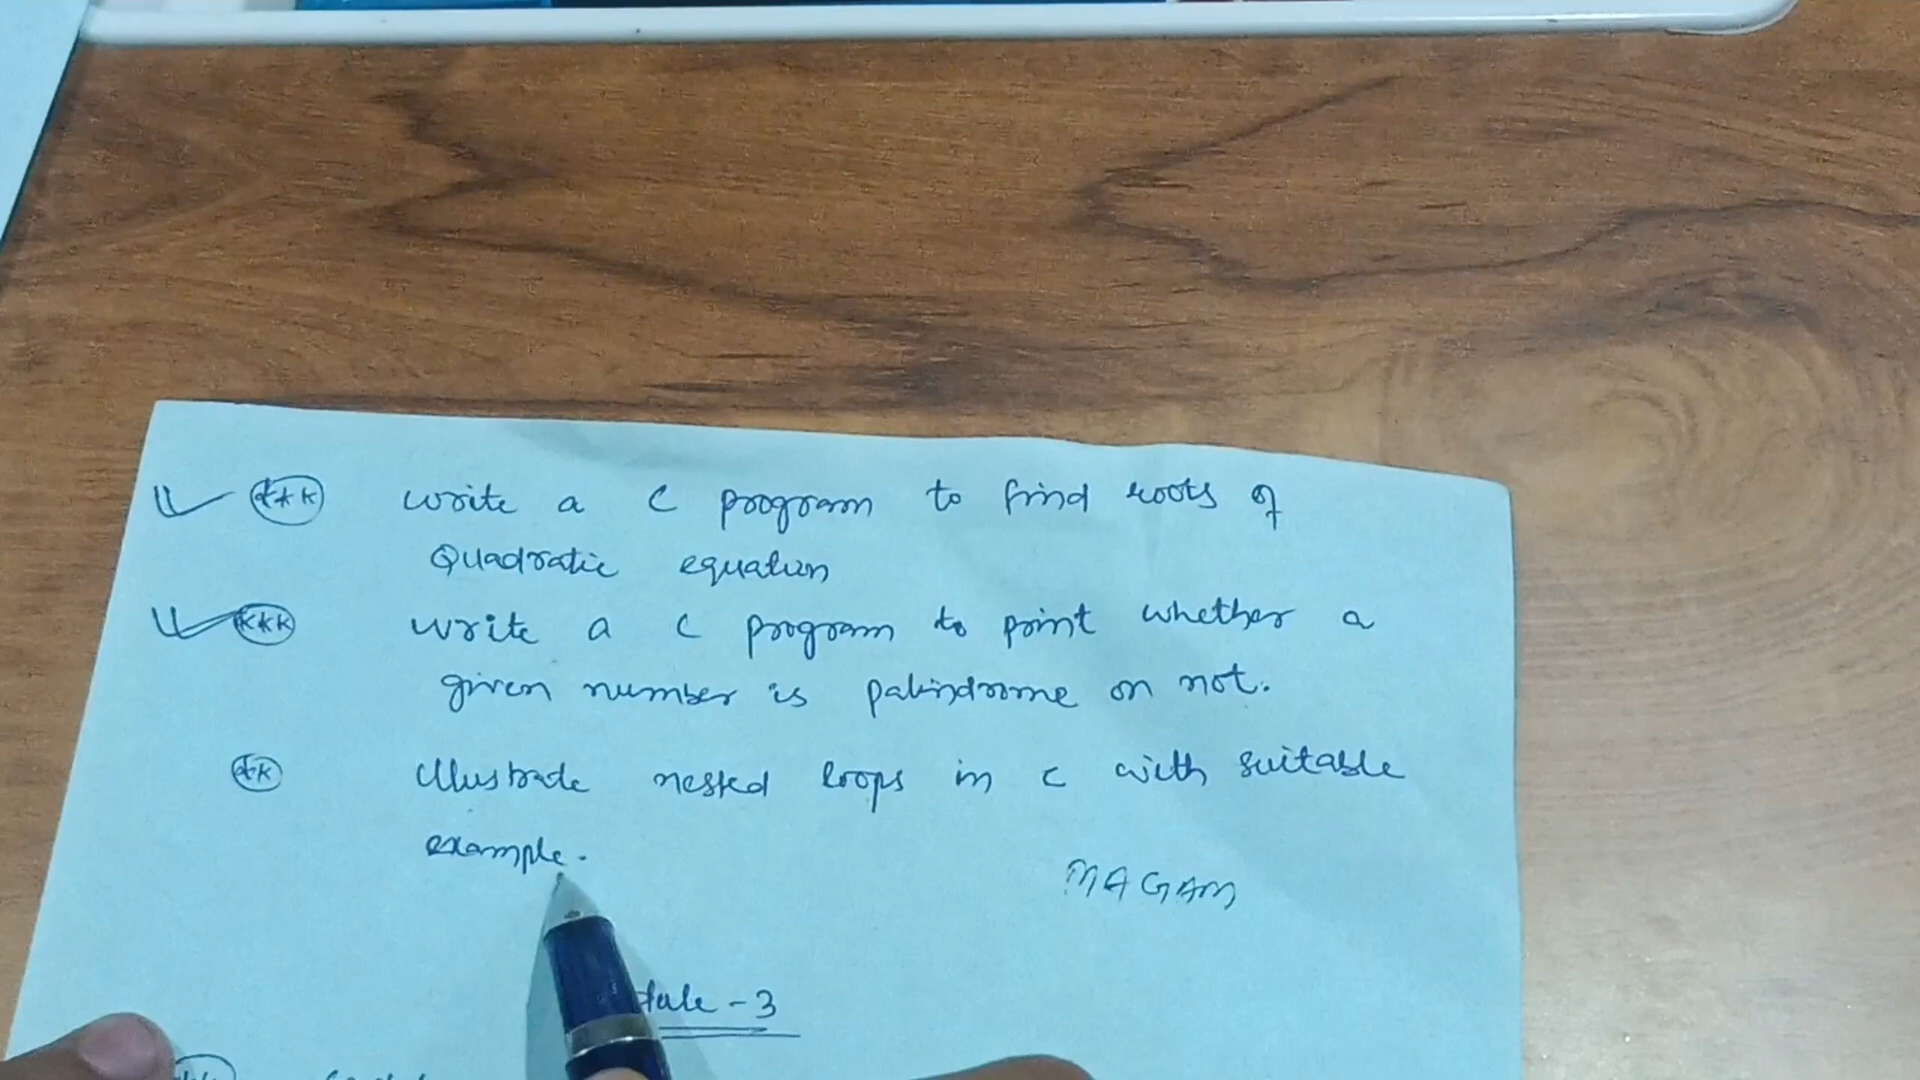 *** write a C program to find roots of
Quadratic equation
*** write a C program to print whether a
given number is palindrome or not.
** illustrate nested loops in C with suitable
example.
MAGAM
dule - 3